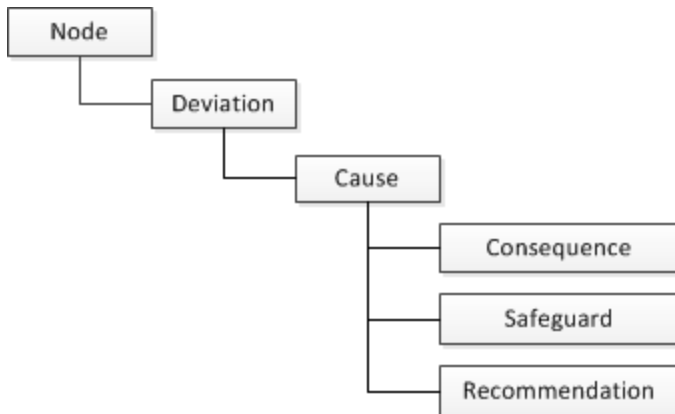 Node
Deviation
Cause
Consequence
Safeguard
Recommendation